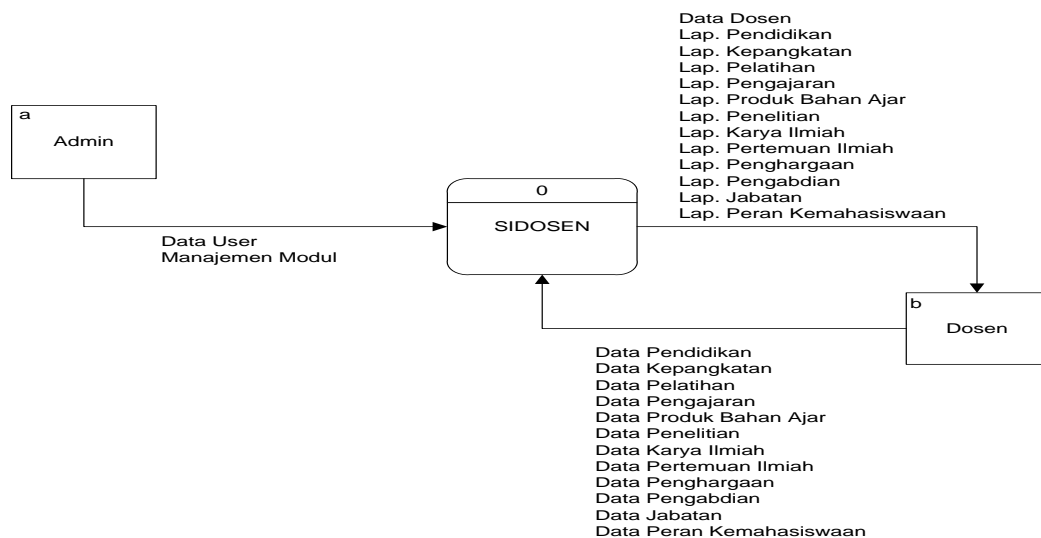 Data Dosen
Lap. Pendidikan
Lap. Kepangkatan
Lap. Pelatihan
Lap. Pengajaran
Lap. Produk Bahan Ajar
Lap. Penelitian
Lap. Karya Ilmiah
Lap. Pertemuan Ilmiah
Lap. Penghargaan
Lap. Pengabdian
Lap. Jabatan
Lap. Peran Kemahasiswaan
a
Admin
0
SIDOSEN
Data User
Manajemen Modul
b
Dosen
Data Pendidikan
Data Kepangkatan
Data Pelatihan
Data Pengajaran
Data Produk Bahan Ajar
Data Penelitian
Data Karya Ilmiah
Data Pertemuan Ilmiah
Data Penghargaan
Data Pengabdian
Data Jabatan
Data Peran Kemahasiswaan